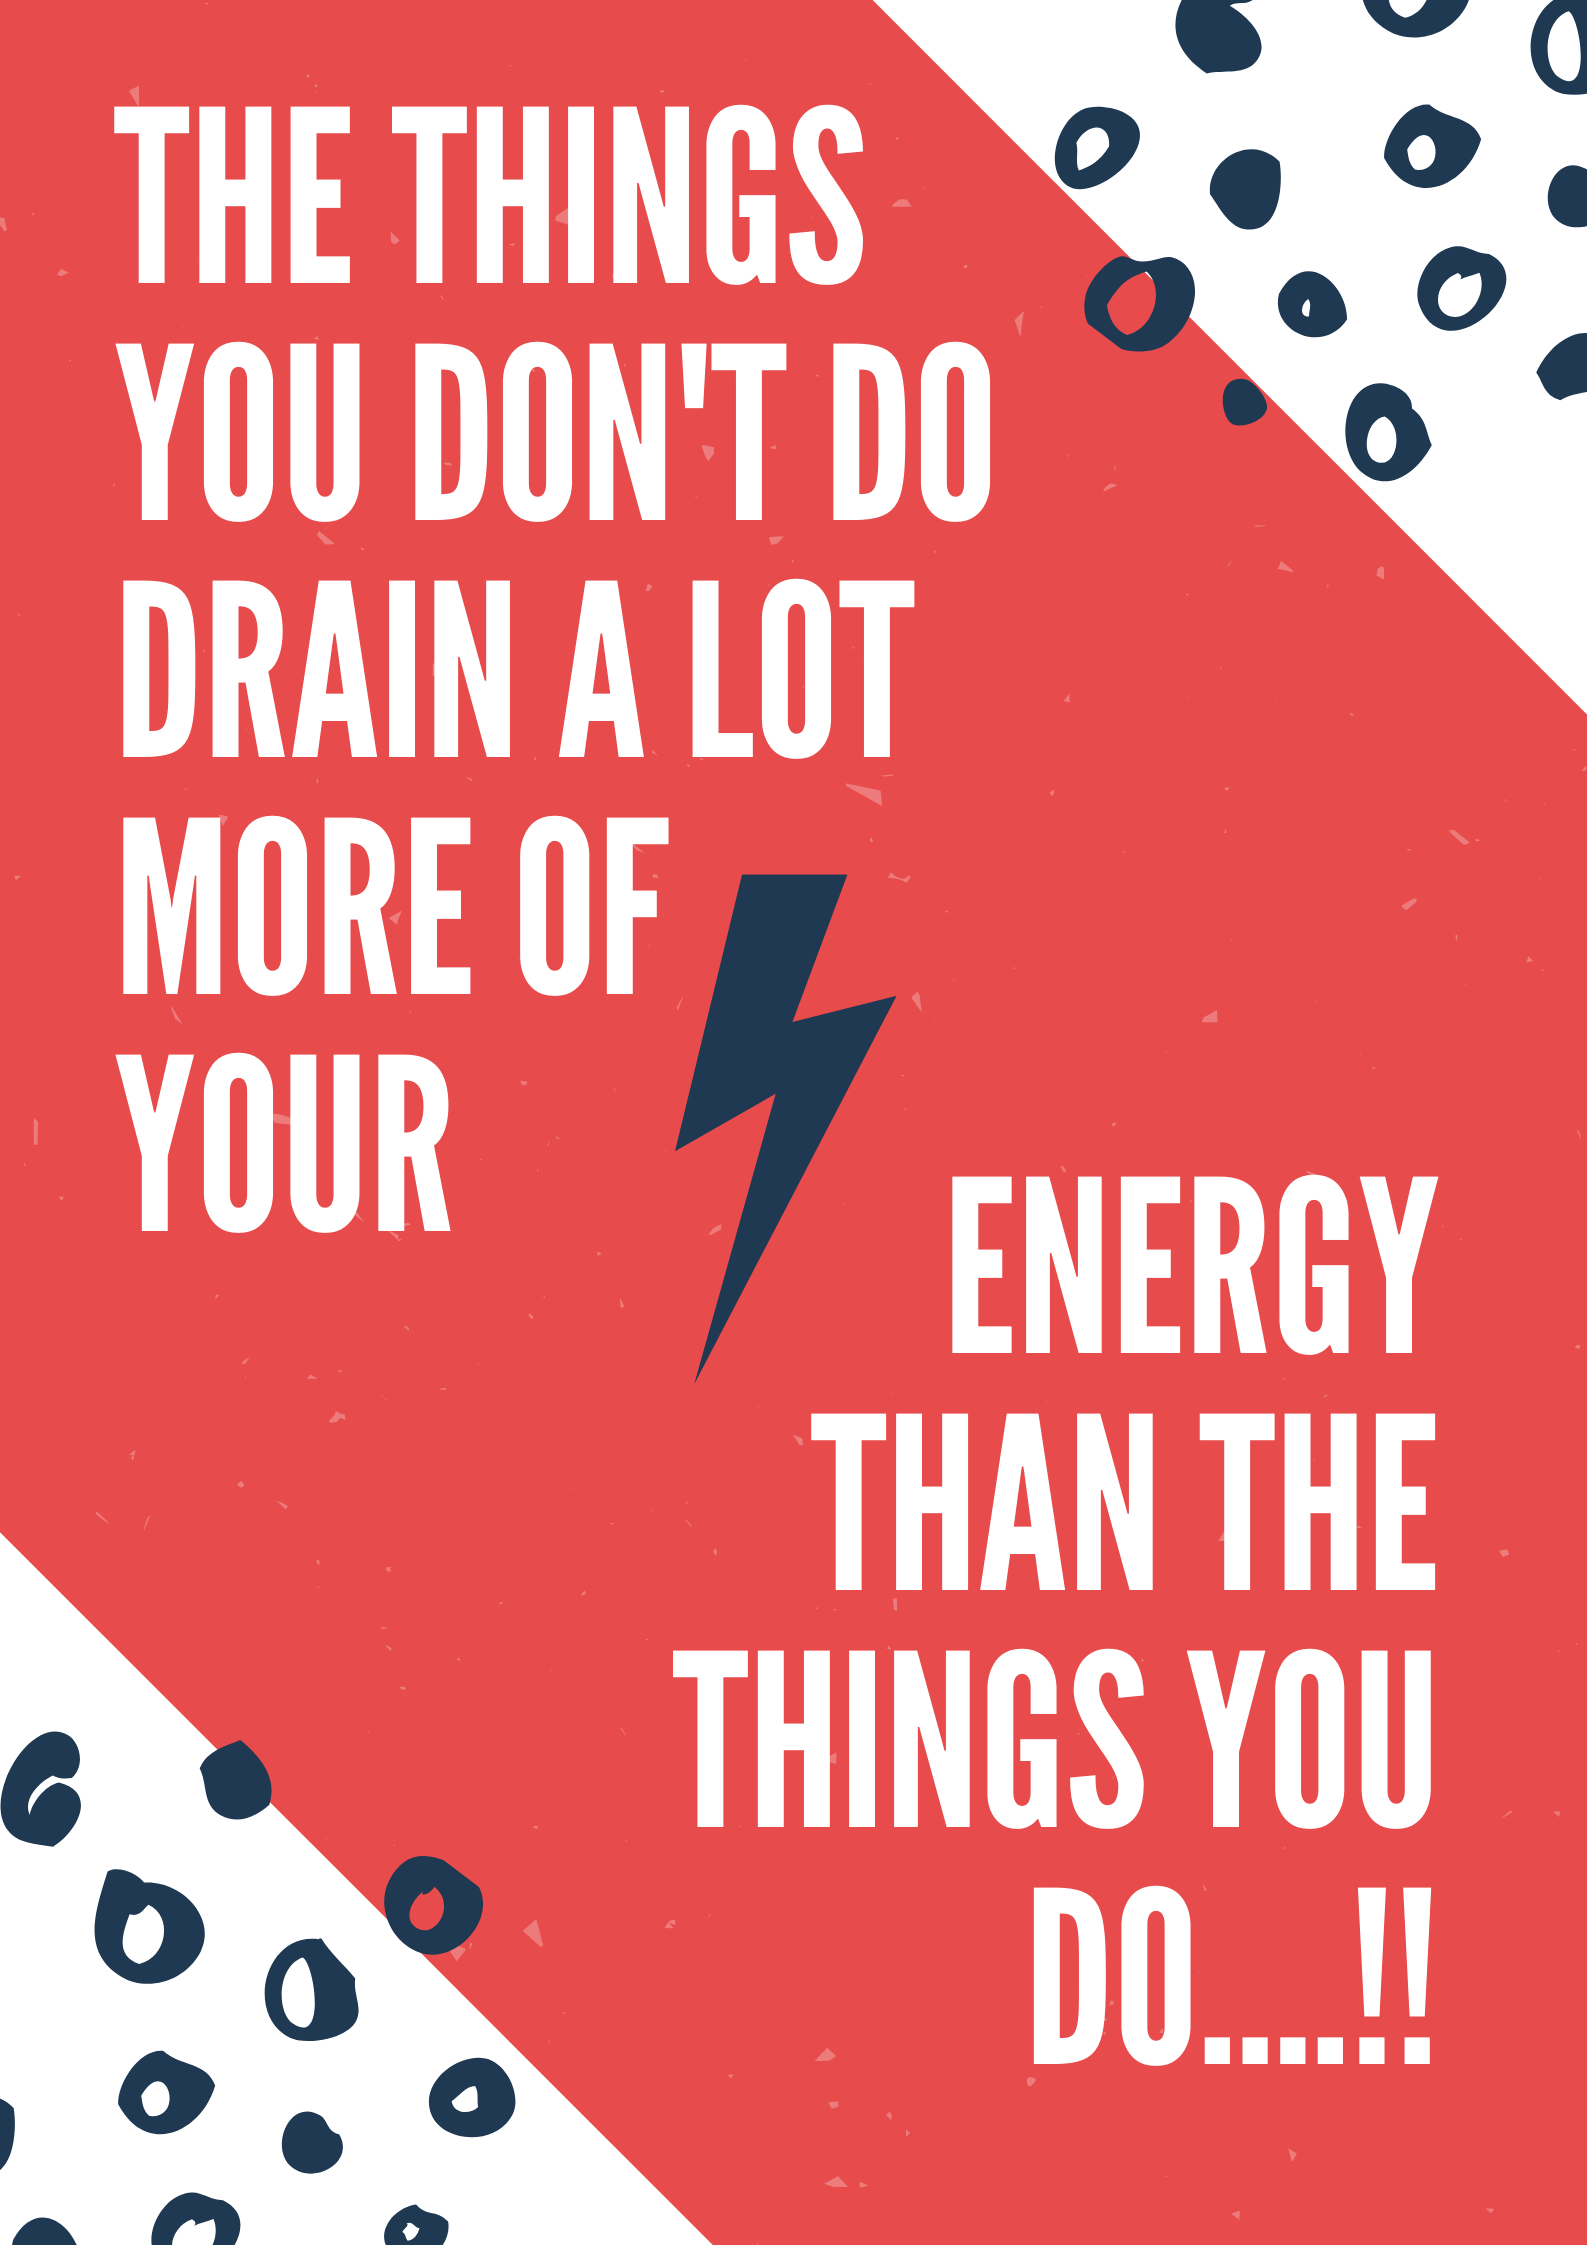 THE THINGS
YOU DON'T DO
DRAIN A LOT
MORE OF
YOUR
ENERGY
THAN THE
THINGS YOU
DO....!!